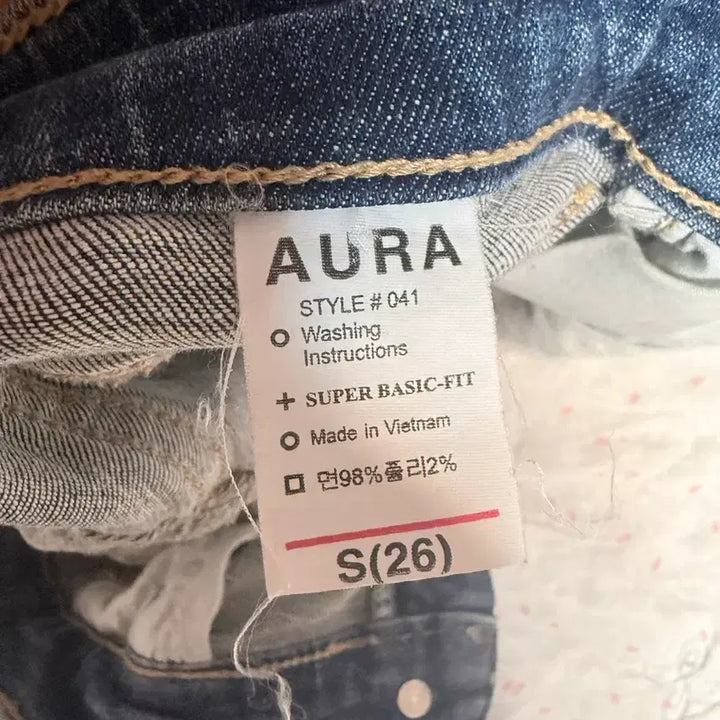 AURA
STYLE # 041
Washing
Instructions
+ SUPER BASIC-FIT
Made in Vietnam
면98%폴리2%
S(26)